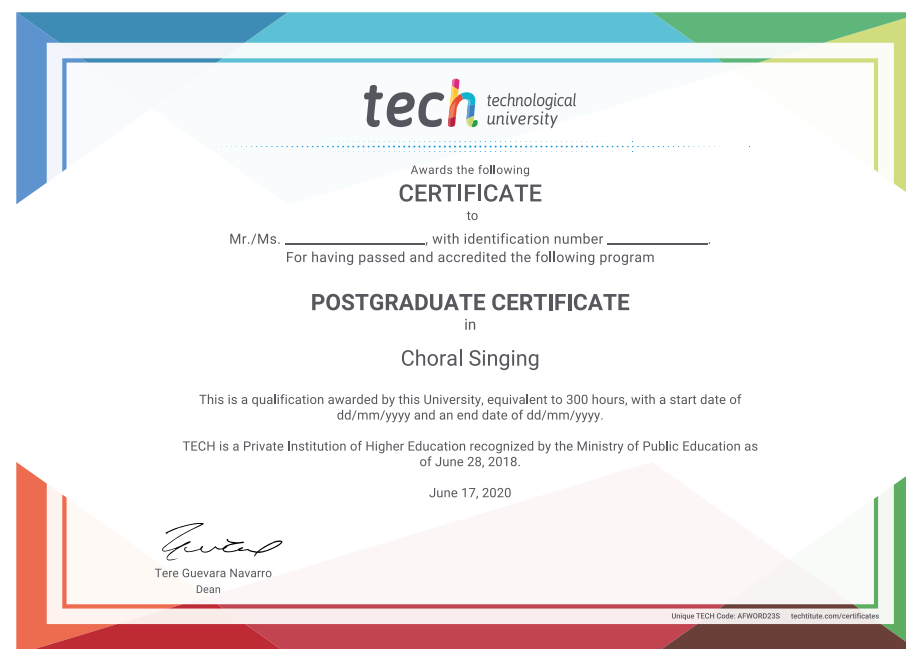 tech technological
university
Awards the following
CERTIFICATE
to
Mr./Ms. ____________________, with identification number ______________.
For having passed and accredited the following program
POSTGRADUATE CERTIFICATE
in
Choral Singing
This is a qualification awarded by this University, equivalent to 300 hours, with a start date of
dd/mm/yyyy and an end date of dd/mm/yyyy.
TECH is a Private Institution of Higher Education recognized by the Ministry of Public Education as
of June 28, 2018.
June 17, 2020
Tere Guevara Navarro
Dean
Unique TECH Code: AFWORD23S techtitute.com/certificates